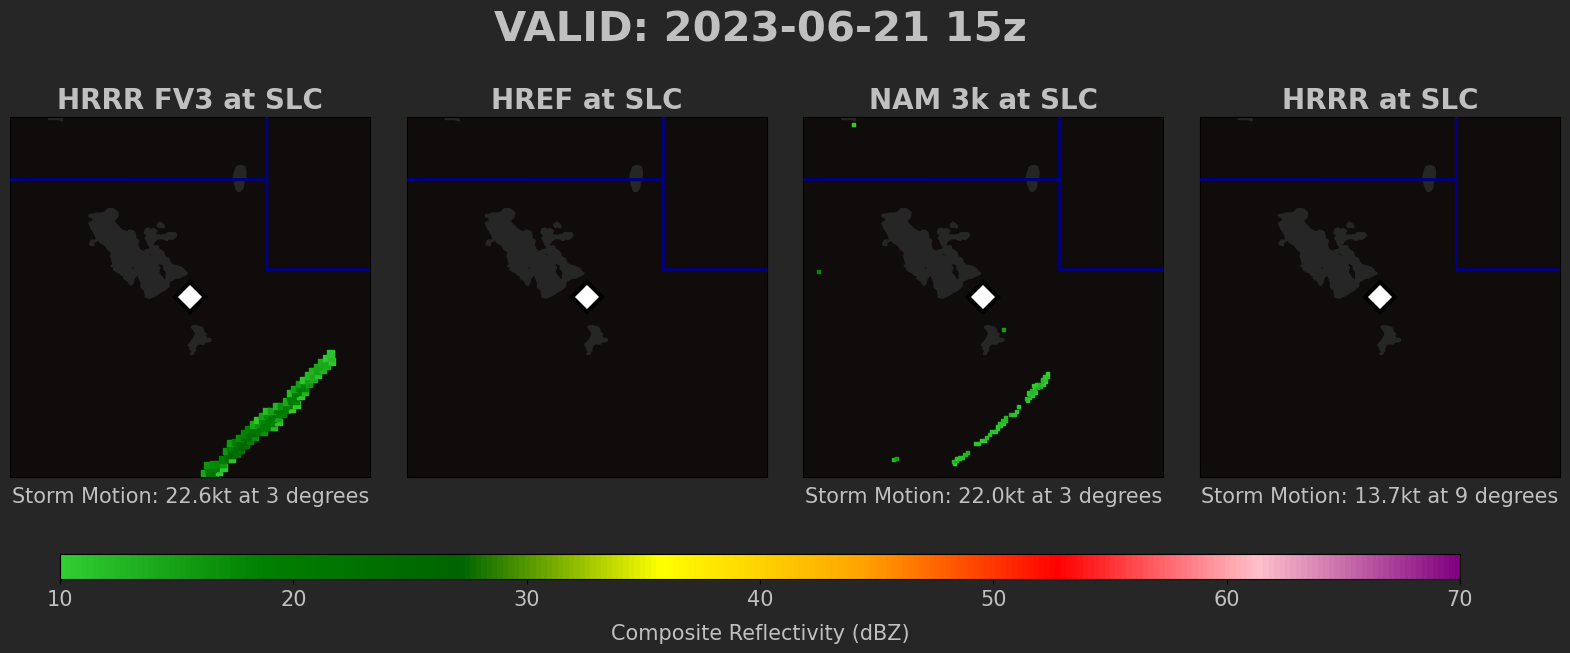 VALID: 2023-06-21 15z
HRRR FV3 at SLC
HREF at SLC
NAM 3k at SLC
HRRR at SLC
Storm Motion: 22.6kt at 3 degrees
Storm Motion: 22.0kt at 3 degrees
Storm Motion: 13.7kt at 9 degrees
10 20 30 40 50 60 70
Composite Reflectivity (dBZ)